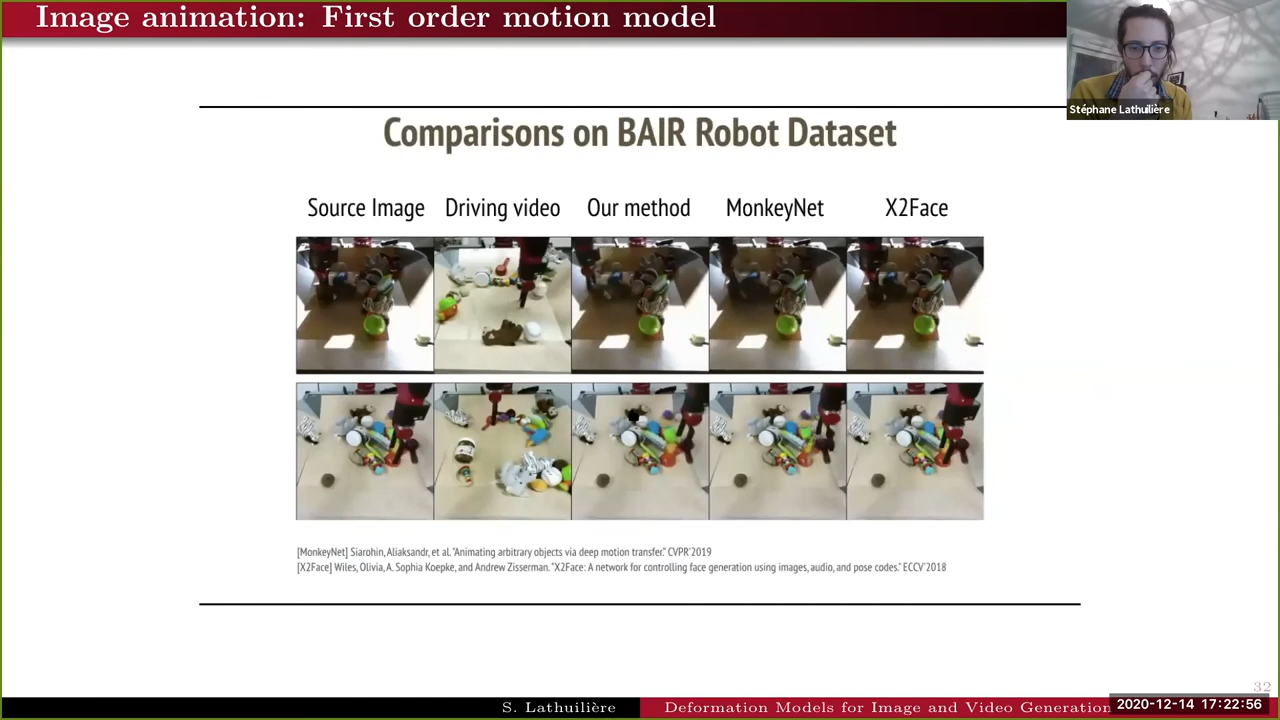 Image animation: First order motion model
Stéphane Lathuilière
Comparisons on BAIR Robot Dataset
Source Image Driving video Our method MonkeyNet X2Face
[MonkeyNet] Siarohin, Aliaksandr, et al. "Animating arbitrary objects via deep motion transfer." CVPR'2019
[X2Face] Wiles, Olivia, A. Sophia Koepke, and Andrew Zisserman. "X2Face: A network for controlling face generation using images, audio, and pose codes." ECCV'2018
32
S. Lathuilière Deformation Models for Image and Video Generation
2020-12-14 17:22:56